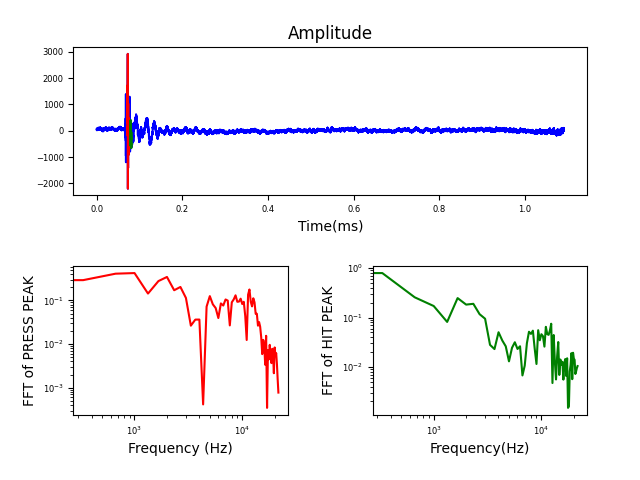 Amplitude
3000
2000
1000
0
−1000
−2000
0.0 0.2 0.4 0.6 0.8 1.0
Time(ms)
FFT of PRESS PEAK
10⁻¹
10⁻²
10⁻³
10³ 10⁴
Frequency (Hz)
FFT of HIT PEAK
10⁰
10⁻¹
10⁻²
10³ 10⁴
Frequency(Hz)